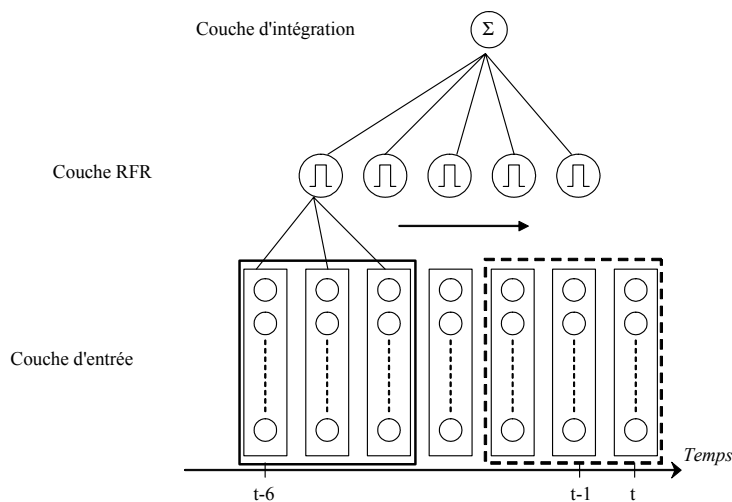 Couche d'intégration
Σ
Couche RFR
Couche d'entrée
Temps
t-6
t-1
t